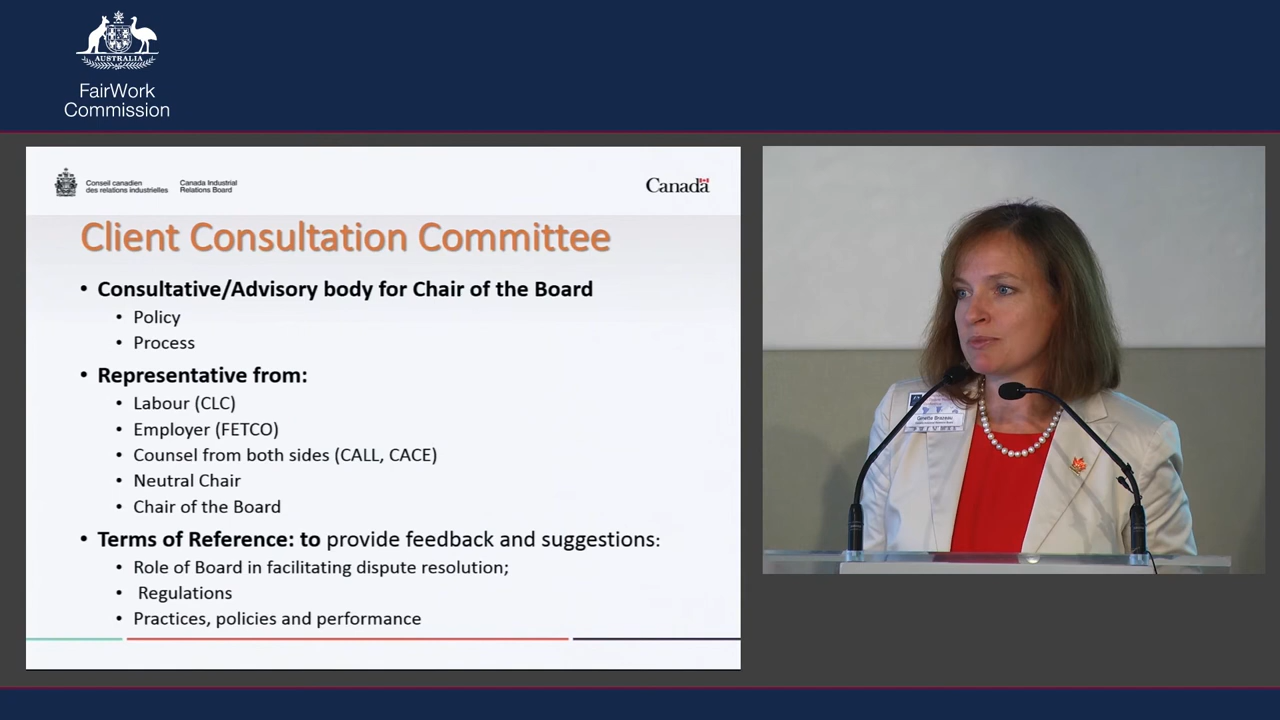 AUSTRALIA
FairWork
Commission
Conseil canadien
des relations industrielles
Canada Industrial
Relations Board
Canada
Client Consultation Committee
• Consultative/Advisory body for Chair of the Board
• Policy
• Process
• Representative from:
• Labour (CLC)
• Employer (FETCO)
• Counsel from both sides (CALL, CACE)
• Neutral Chair
• Chair of the Board
• Terms of Reference: to provide feedback and suggestions:
• Role of Board in facilitating dispute resolution;
• Regulations
• Practices, policies and performance
Ginette Brazeau